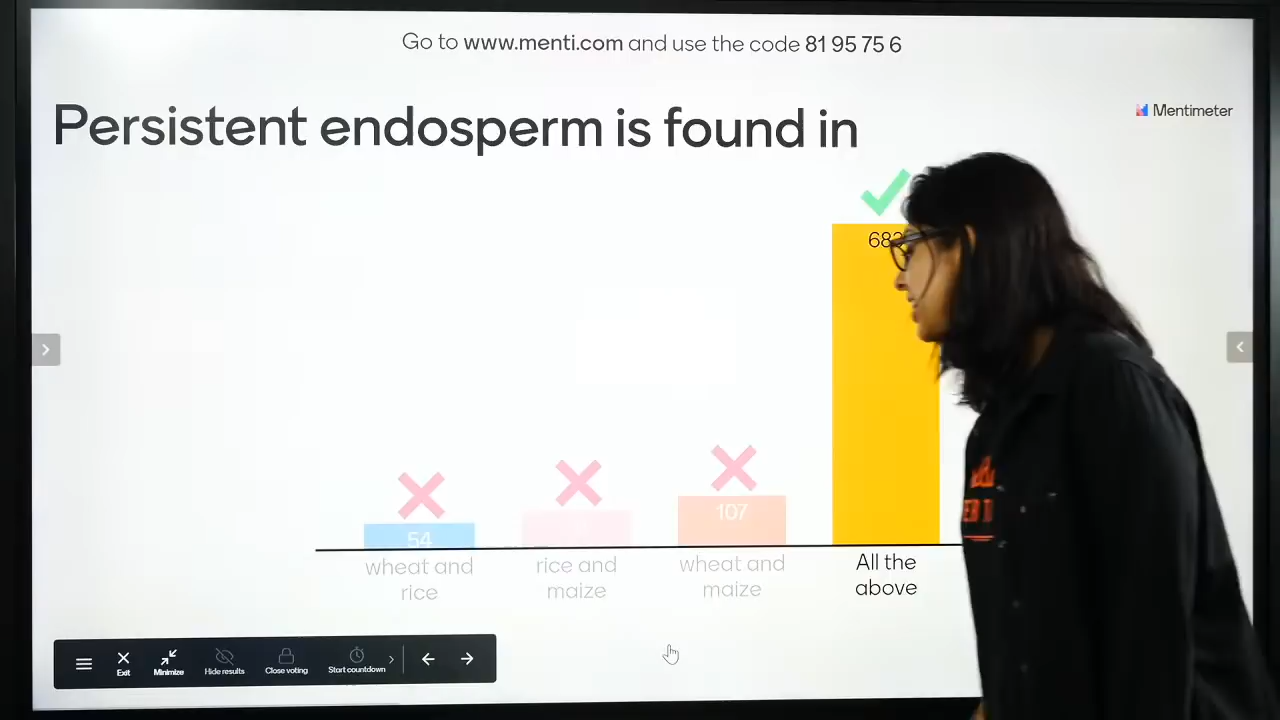 Go to www.menti.com and use the code 81 95 75 6
Persistent endosperm is found in
Mentimeter
54
107
wheat and
rice
rice and
maize
wheat and
maize
All the
above
Exit
Minimize
Hide results
Close voting
Start countdown